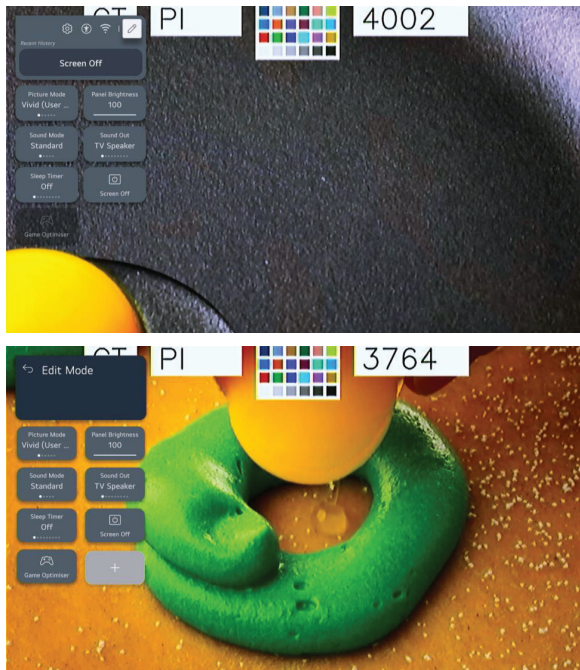 PI
4002
Recent History
Screen Off
Picture Mode
Vivid (User ...
Panel Brightness
100
Sound Mode
Standard
Sound Out
TV Speaker
Sleep Timer
Off
Screen Off
Game Optimiser
PI
3764
Edit Mode
Picture Mode
Vivid (User ...
Panel Brightness
100
Sound Mode
Standard
Sound Out
TV Speaker
Sleep Timer
Off
Screen Off
Game Optimiser